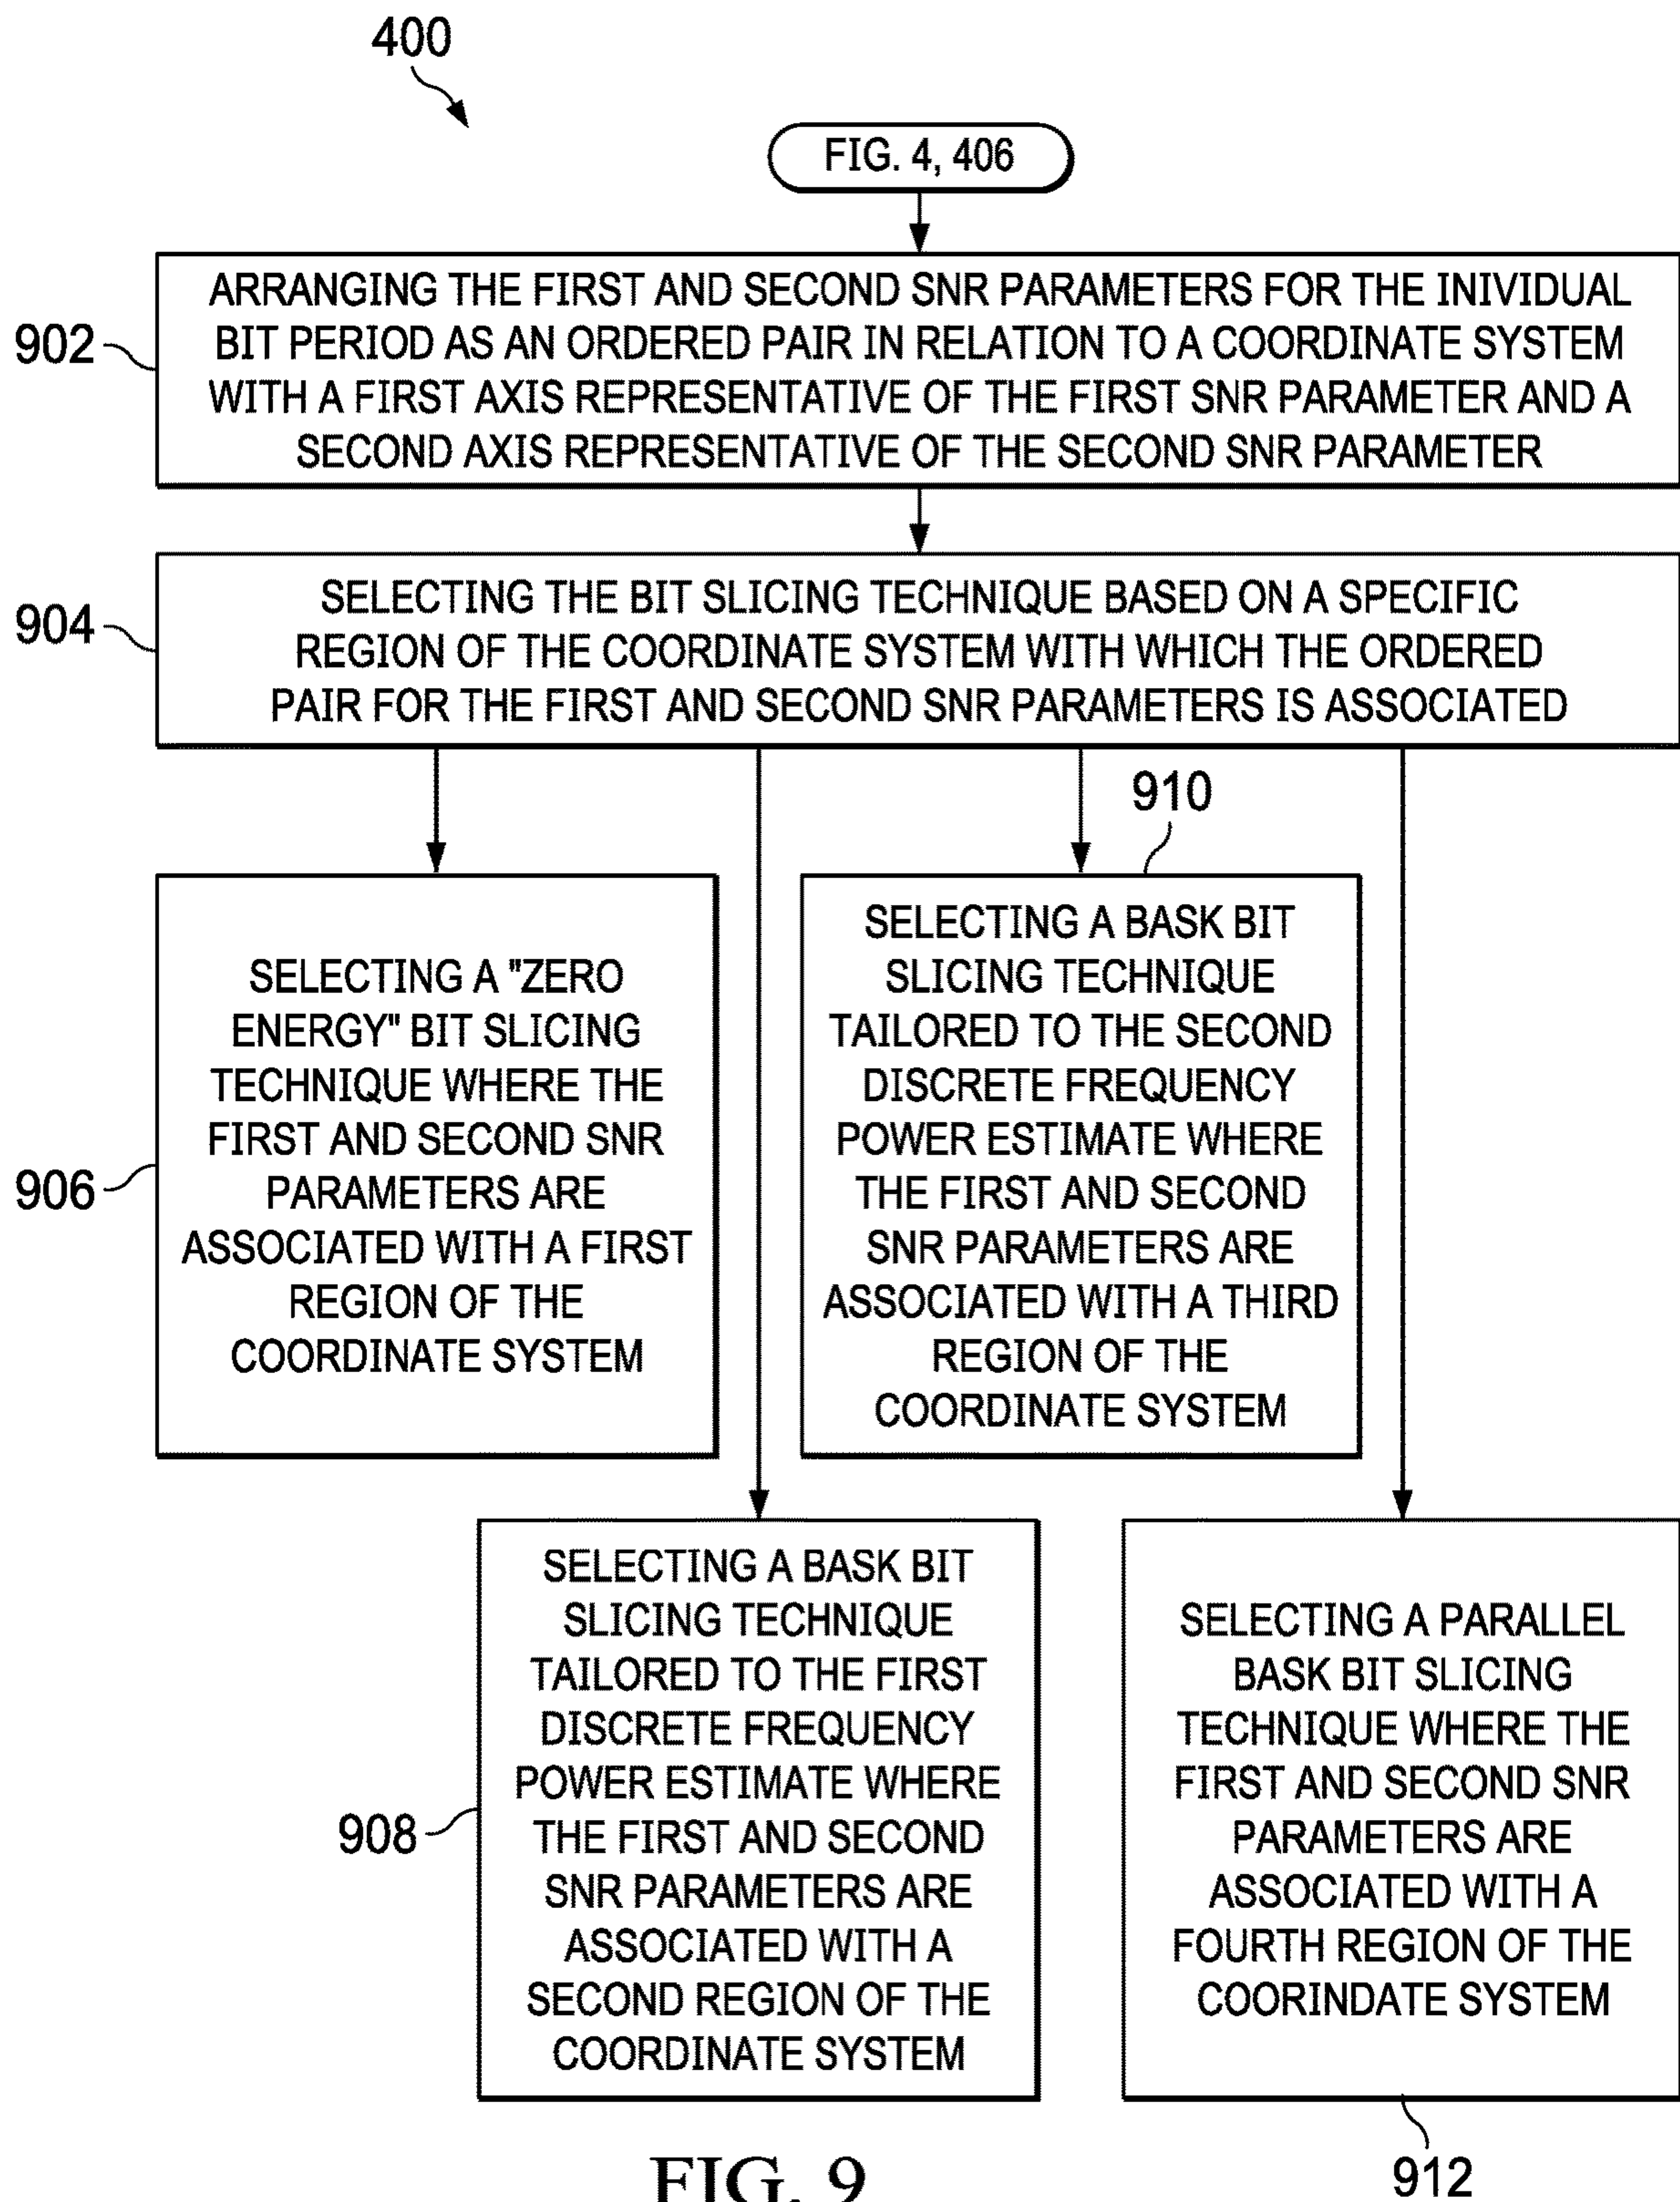 400
FIG. 4, 406
902
ARRANGING THE FIRST AND SECOND SNR PARAMETERS FOR THE INIVIDUAL
BIT PERIOD AS AN ORDERED PAIR IN RELATION TO A COORDINATE SYSTEM
WITH A FIRST AXIS REPRESENTATIVE OF THE FIRST SNR PARAMETER AND A
SECOND AXIS REPRESENTATIVE OF THE SECOND SNR PARAMETER
904
SELECTING THE BIT SLICING TECHNIQUE BASED ON A SPECIFIC
REGION OF THE COORDINATE SYSTEM WITH WHICH THE ORDERED
PAIR FOR THE FIRST AND SECOND SNR PARAMETERS IS ASSOCIATED
906
SELECTING A "ZERO
ENERGY" BIT SLICING
TECHNIQUE WHERE THE
FIRST AND SECOND SNR
PARAMETERS ARE
ASSOCIATED WITH A FIRST
REGION OF THE
COORDINATE SYSTEM
910
SELECTING A BASK BIT
SLICING TECHNIQUE
TAILORED TO THE SECOND
DISCRETE FREQUENCY
POWER ESTIMATE WHERE
THE FIRST AND SECOND
SNR PARAMETERS ARE
ASSOCIATED WITH A THIRD
REGION OF THE
COORDINATE SYSTEM
908
SELECTING A BASK BIT
SLICING TECHNIQUE
TAILORED TO THE FIRST
DISCRETE FREQUENCY
POWER ESTIMATE WHERE
THE FIRST AND SECOND
SNR PARAMETERS ARE
ASSOCIATED WITH A
SECOND REGION OF THE
COORDINATE SYSTEM
SELECTING A PARALLEL
BASK BIT SLICING
TECHNIQUE WHERE THE
FIRST AND SECOND SNR
PARAMETERS ARE
ASSOCIATED WITH A
FOURTH REGION OF THE
COORINDATE SYSTEM
912
FIG. 9